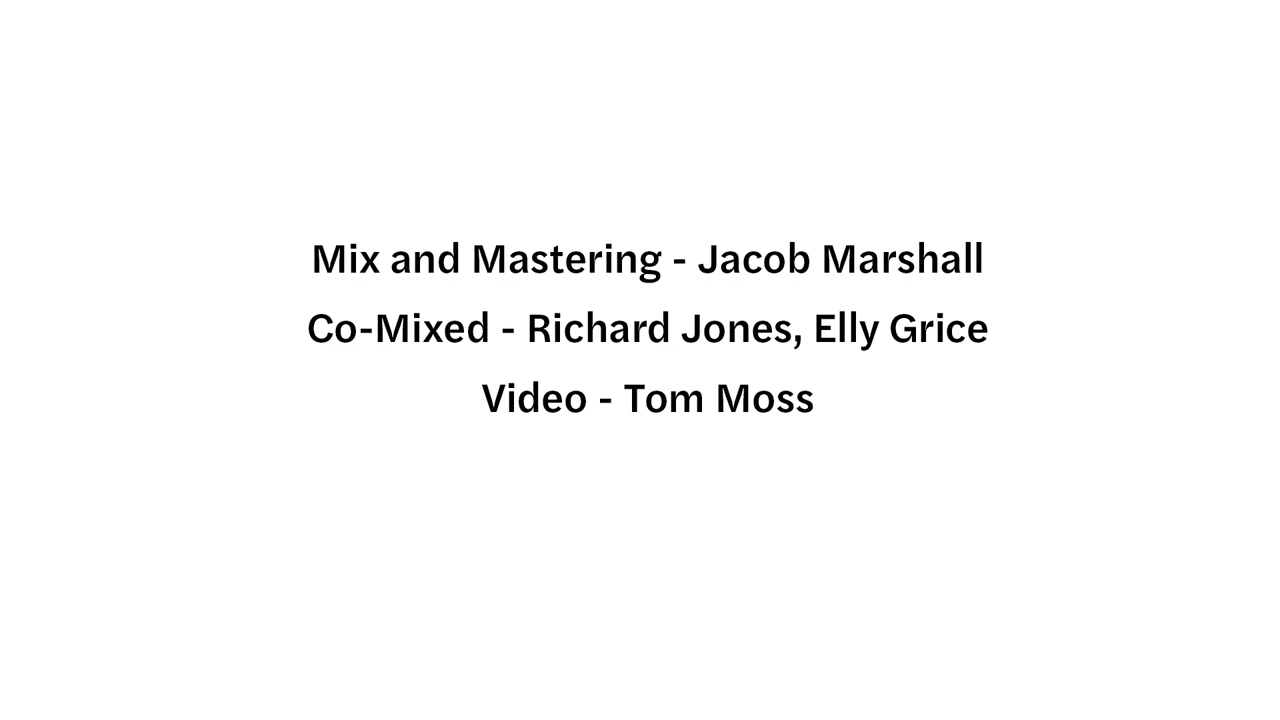 Mix and Mastering - Jacob Marshall
Co-Mixed - Richard Jones, Elly Grice
Video - Tom Moss